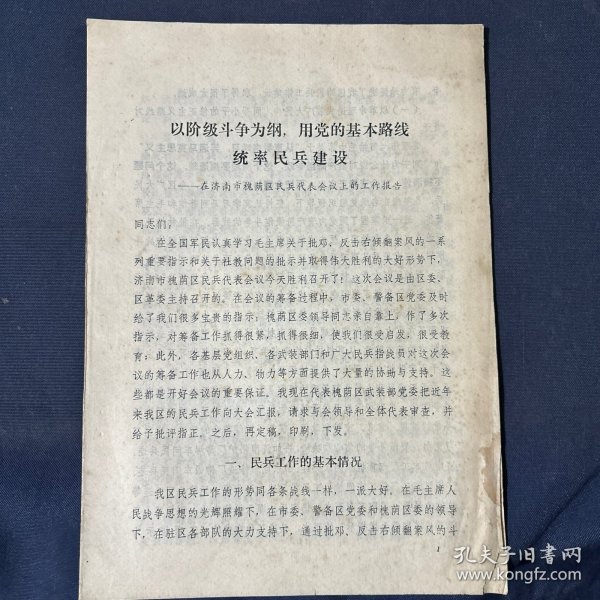 以阶级斗争为纲，用党的基本路线
统率民兵建设
——在济南市槐荫区民兵代表会议上的工作报告
同志们：
在全国军民认真学习毛主席关于批邓、反击右倾翻案风的一系
列重要指示和关于社教问题的批示并取得伟大胜利的大好形势下，
济南市槐荫区民兵代表会议今天胜利召开了！这次会议是由区委、
区革委主持召开的。在会议的筹备过程中，市委、警备区党委及时
给了我们很多宝贵的指示；槐荫区委领导同志亲自靠上，作了多次
指示，对筹备工作抓得很紧，抓得很细，使我们很受启发，很受教
育；此外，各基层党组织、各武装部门和广大民兵指战员对这次会
议的筹备工作也从人力、物力等方面提供了大量的协助与支持。这
些都是开好会议的重要保证。我现在代表槐荫区武装部党委把近年
来我区的民兵工作向大会汇报，请求与会领导和全体代表审查，并
给予批评指正。之后，再定稿，印刷，下发。
一、民兵工作的基本情况
我区民兵工作的形势同各条战线一样，一派大好。在毛主席人
民战争思想的光辉照耀下，在市委、警备区党委和槐荫区委的领导
下，在驻区各部队的大力支持下，通过批邓、反击右倾翻案风的斗
1
孔夫子旧书网
www.kongfz.com